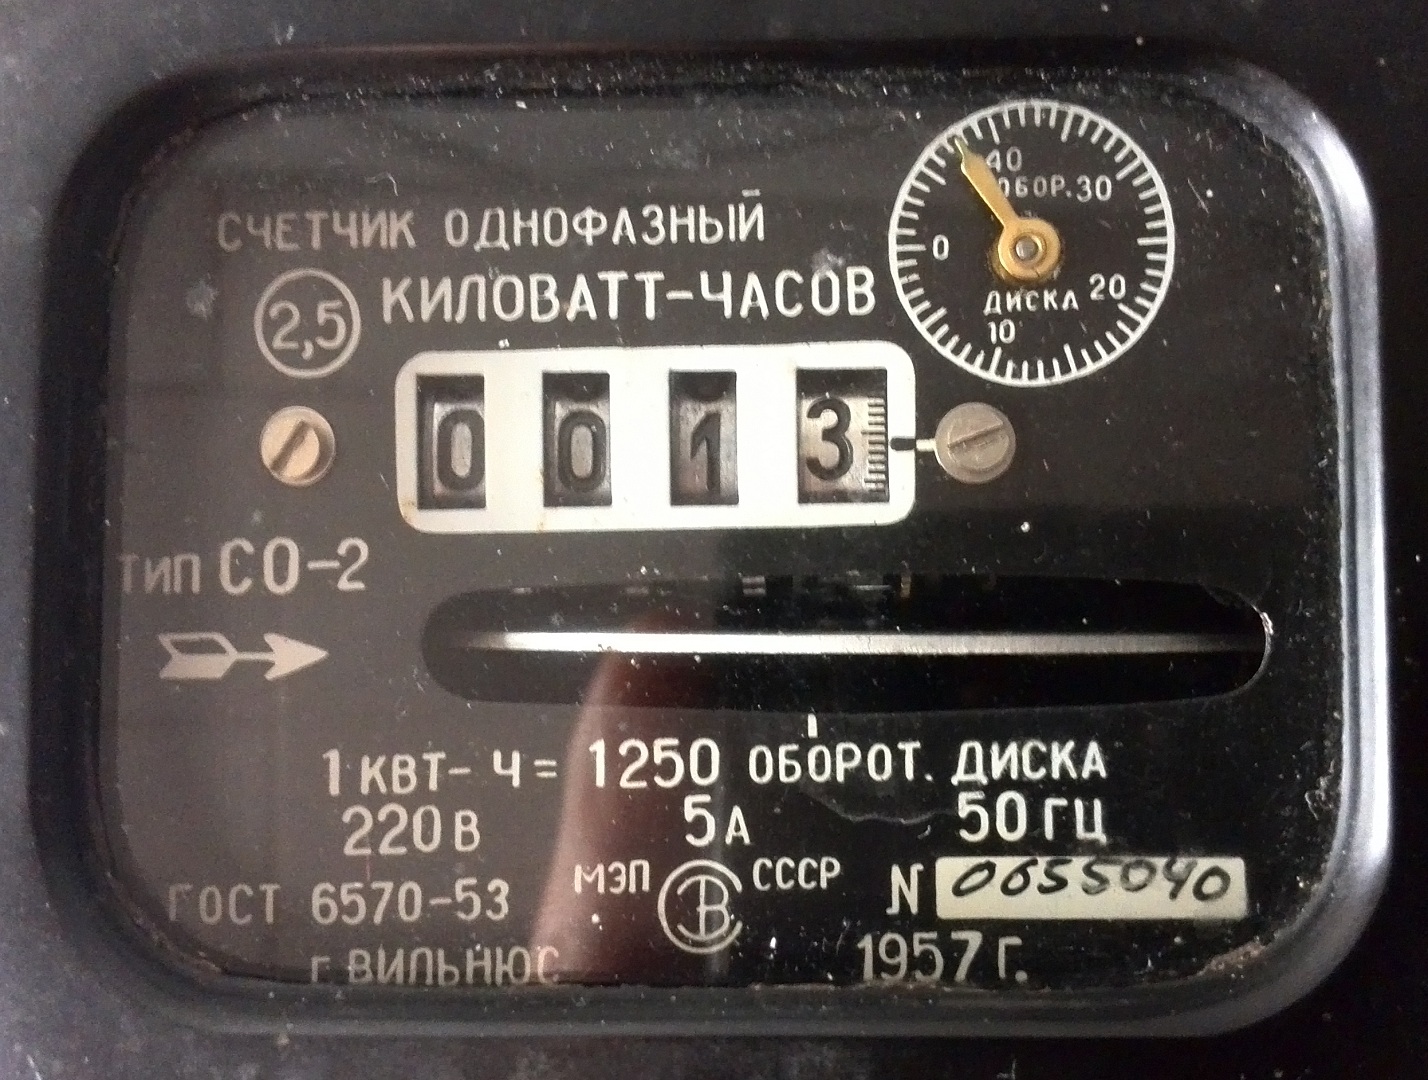 СЧЕТЧИК ОДНОФАЗНЫЙ
2,5 КИЛОВАТТ-ЧАСОВ
40
ОБОР. 30
0
ДИСКА 20
10
0 0 1 3
ТИП СО-2
1 КВТ- Ч = 1250 ОБОРОТ. ДИСКА
220 В 5 А 50 ГЦ
МЭП СССР
ГОСТ 6570-53 N 0655040
г. ВИЛЬНЮС 1957 Г.